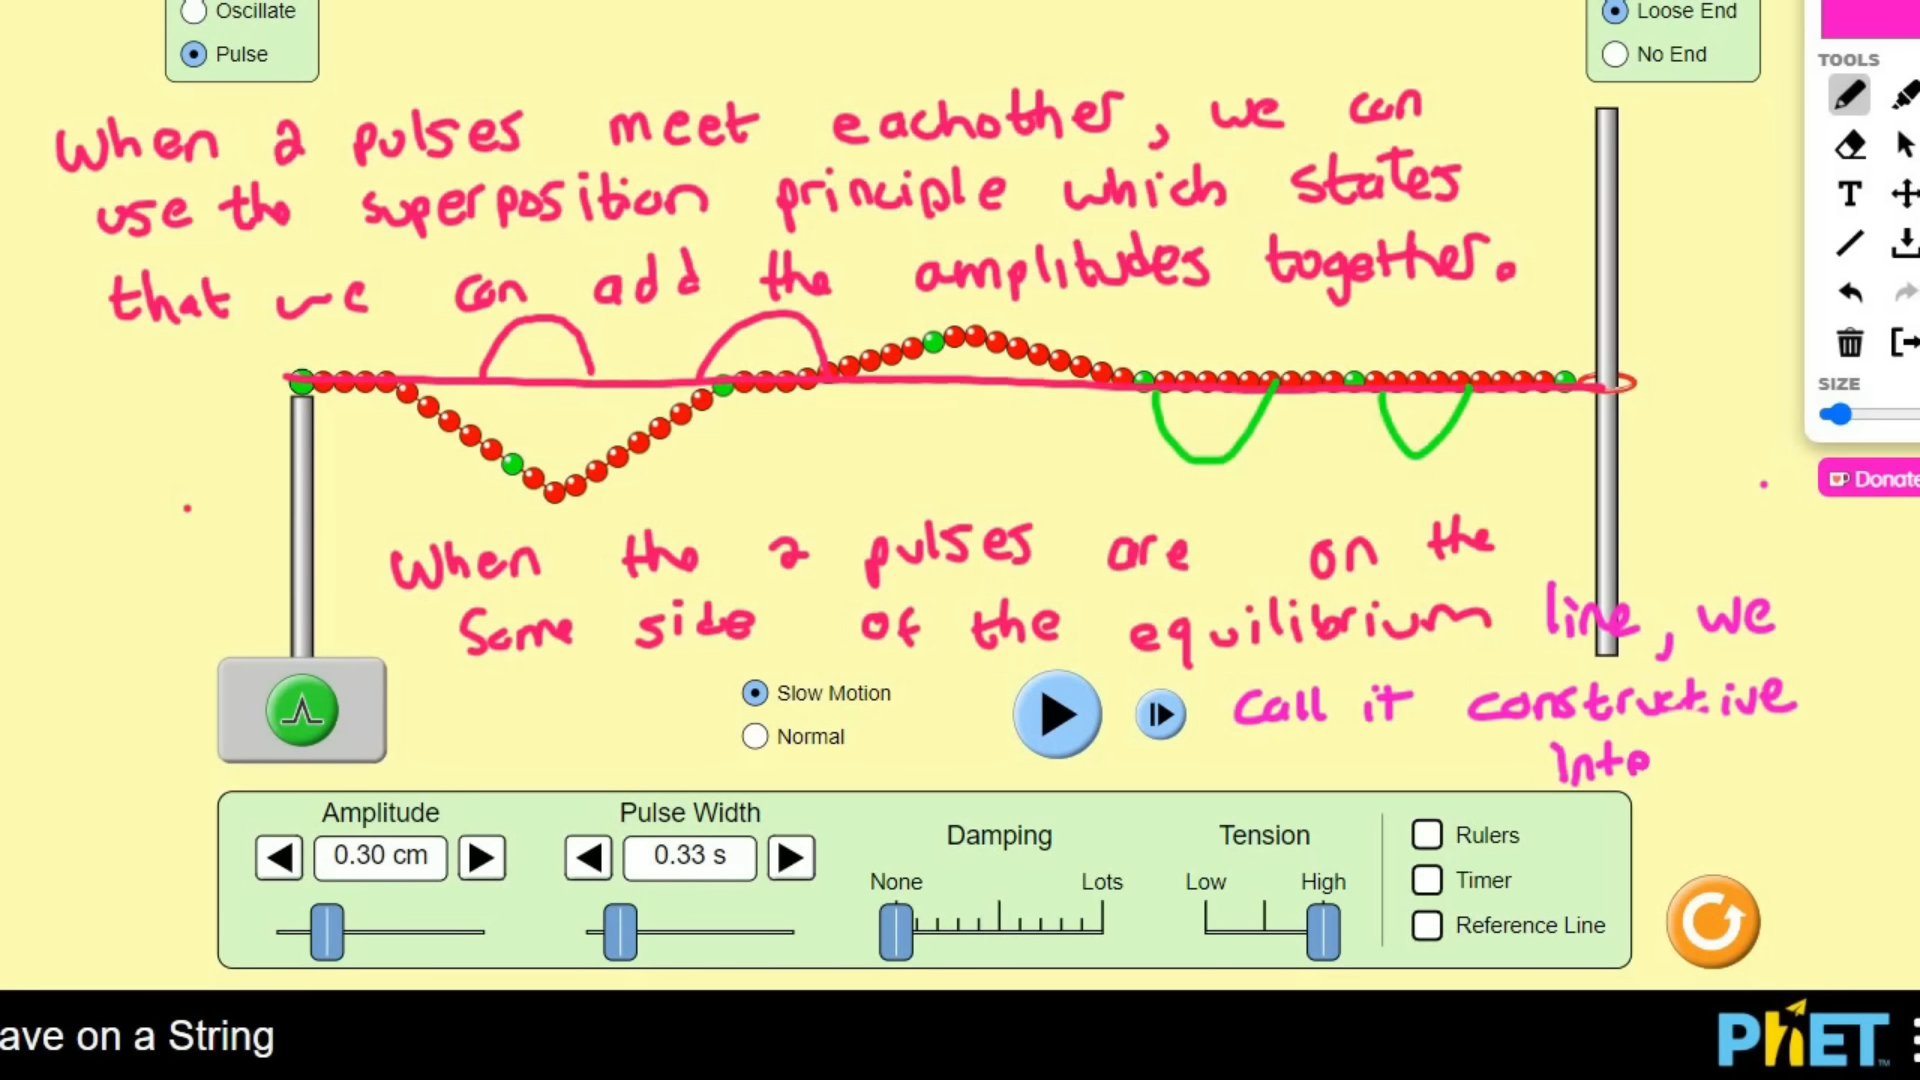 Oscillate
Pulse
Loose End
No End
TOOLS
SIZE
Donate
When 2 pulses meet eachother, we can
use the superposition principle which states
that we can add the amplitudes together.
When the 2 pulses are on the
same side of the equilibrium line, we
call it constructive
inte
Slow Motion
Normal
Amplitude
0.30 cm
Pulse Width
0.33 s
Damping
None
Lots
Tension
Low
High
Rulers
Timer
Reference Line
ave on a String
PhET